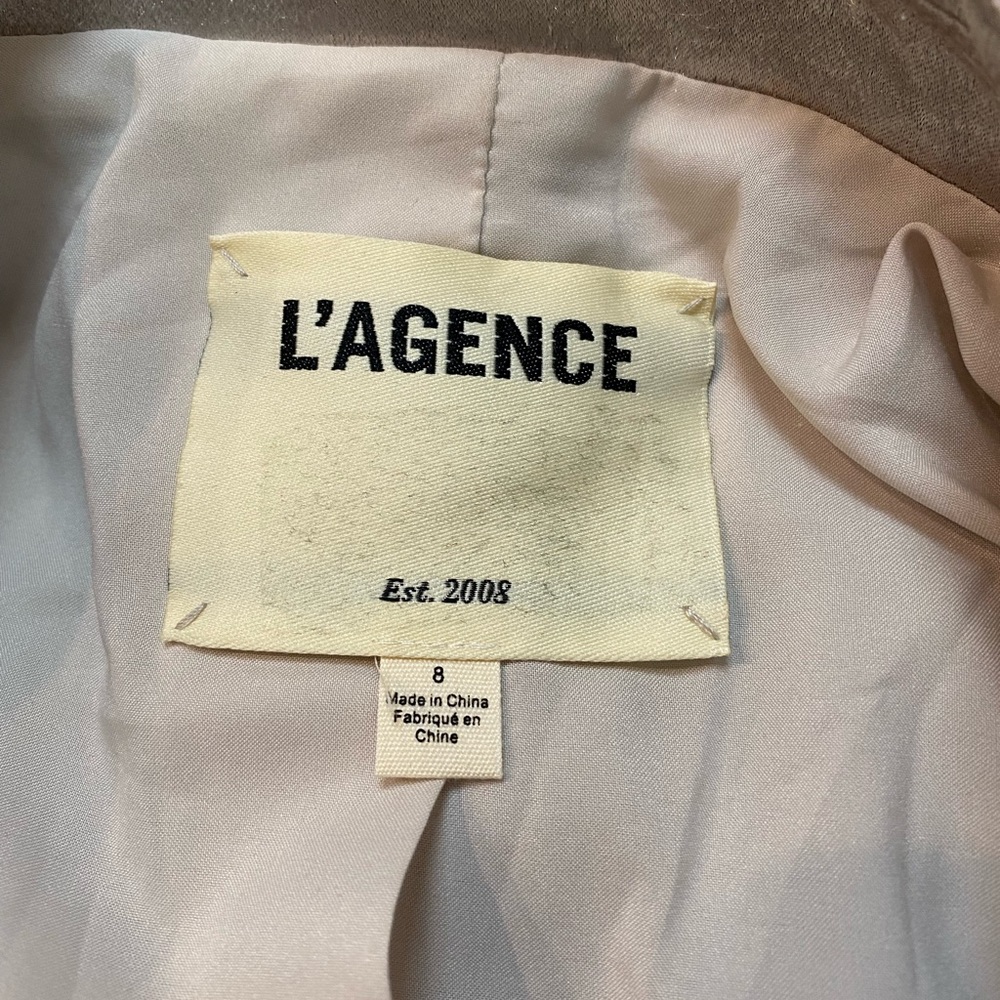 L'AGENCE
Est. 2008
8
Made in China
Fabriqué en
Chine